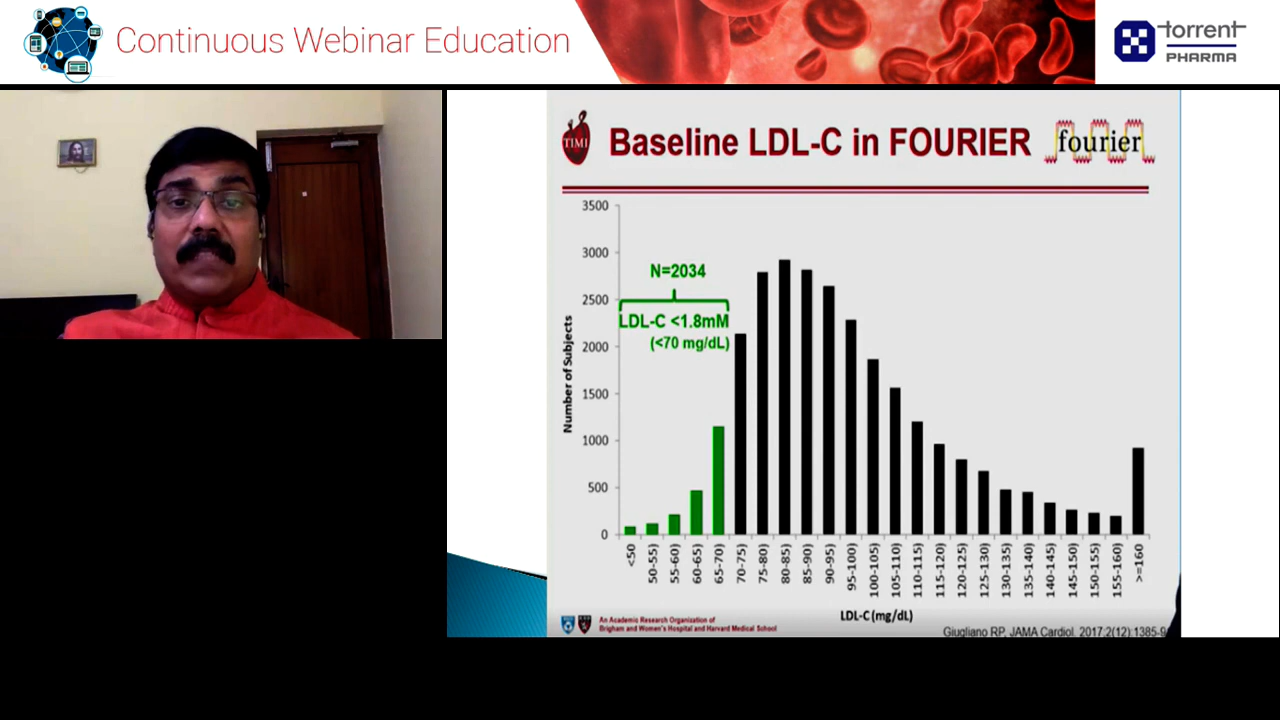 Continuous Webinar Education
torrent
PHARMA
TIMI
Baseline LDL-C in FOURIER
fourier
3500
3000
2500
2000
1500
1000
500
0
Number of Subjects
N=2034
LDL-C <1.8mM
(<70 mg/dL)
<50
50-55)
55-60)
60-65)
65-70)
70-75)
75-80)
80-85)
85-90)
90-95)
95-100)
100-105)
105-110)
110-115)
115-120)
120-125)
125-130)
130-135)
135-140)
140-145)
145-150)
150-155)
155-160)
>=160
LDL-C (mg/dL)
An Academic Research Organization of
Brigham and Women's Hospital and Harvard Medical School
Giugliano RP, JAMA Cardiol. 2017;2(12):1385-9